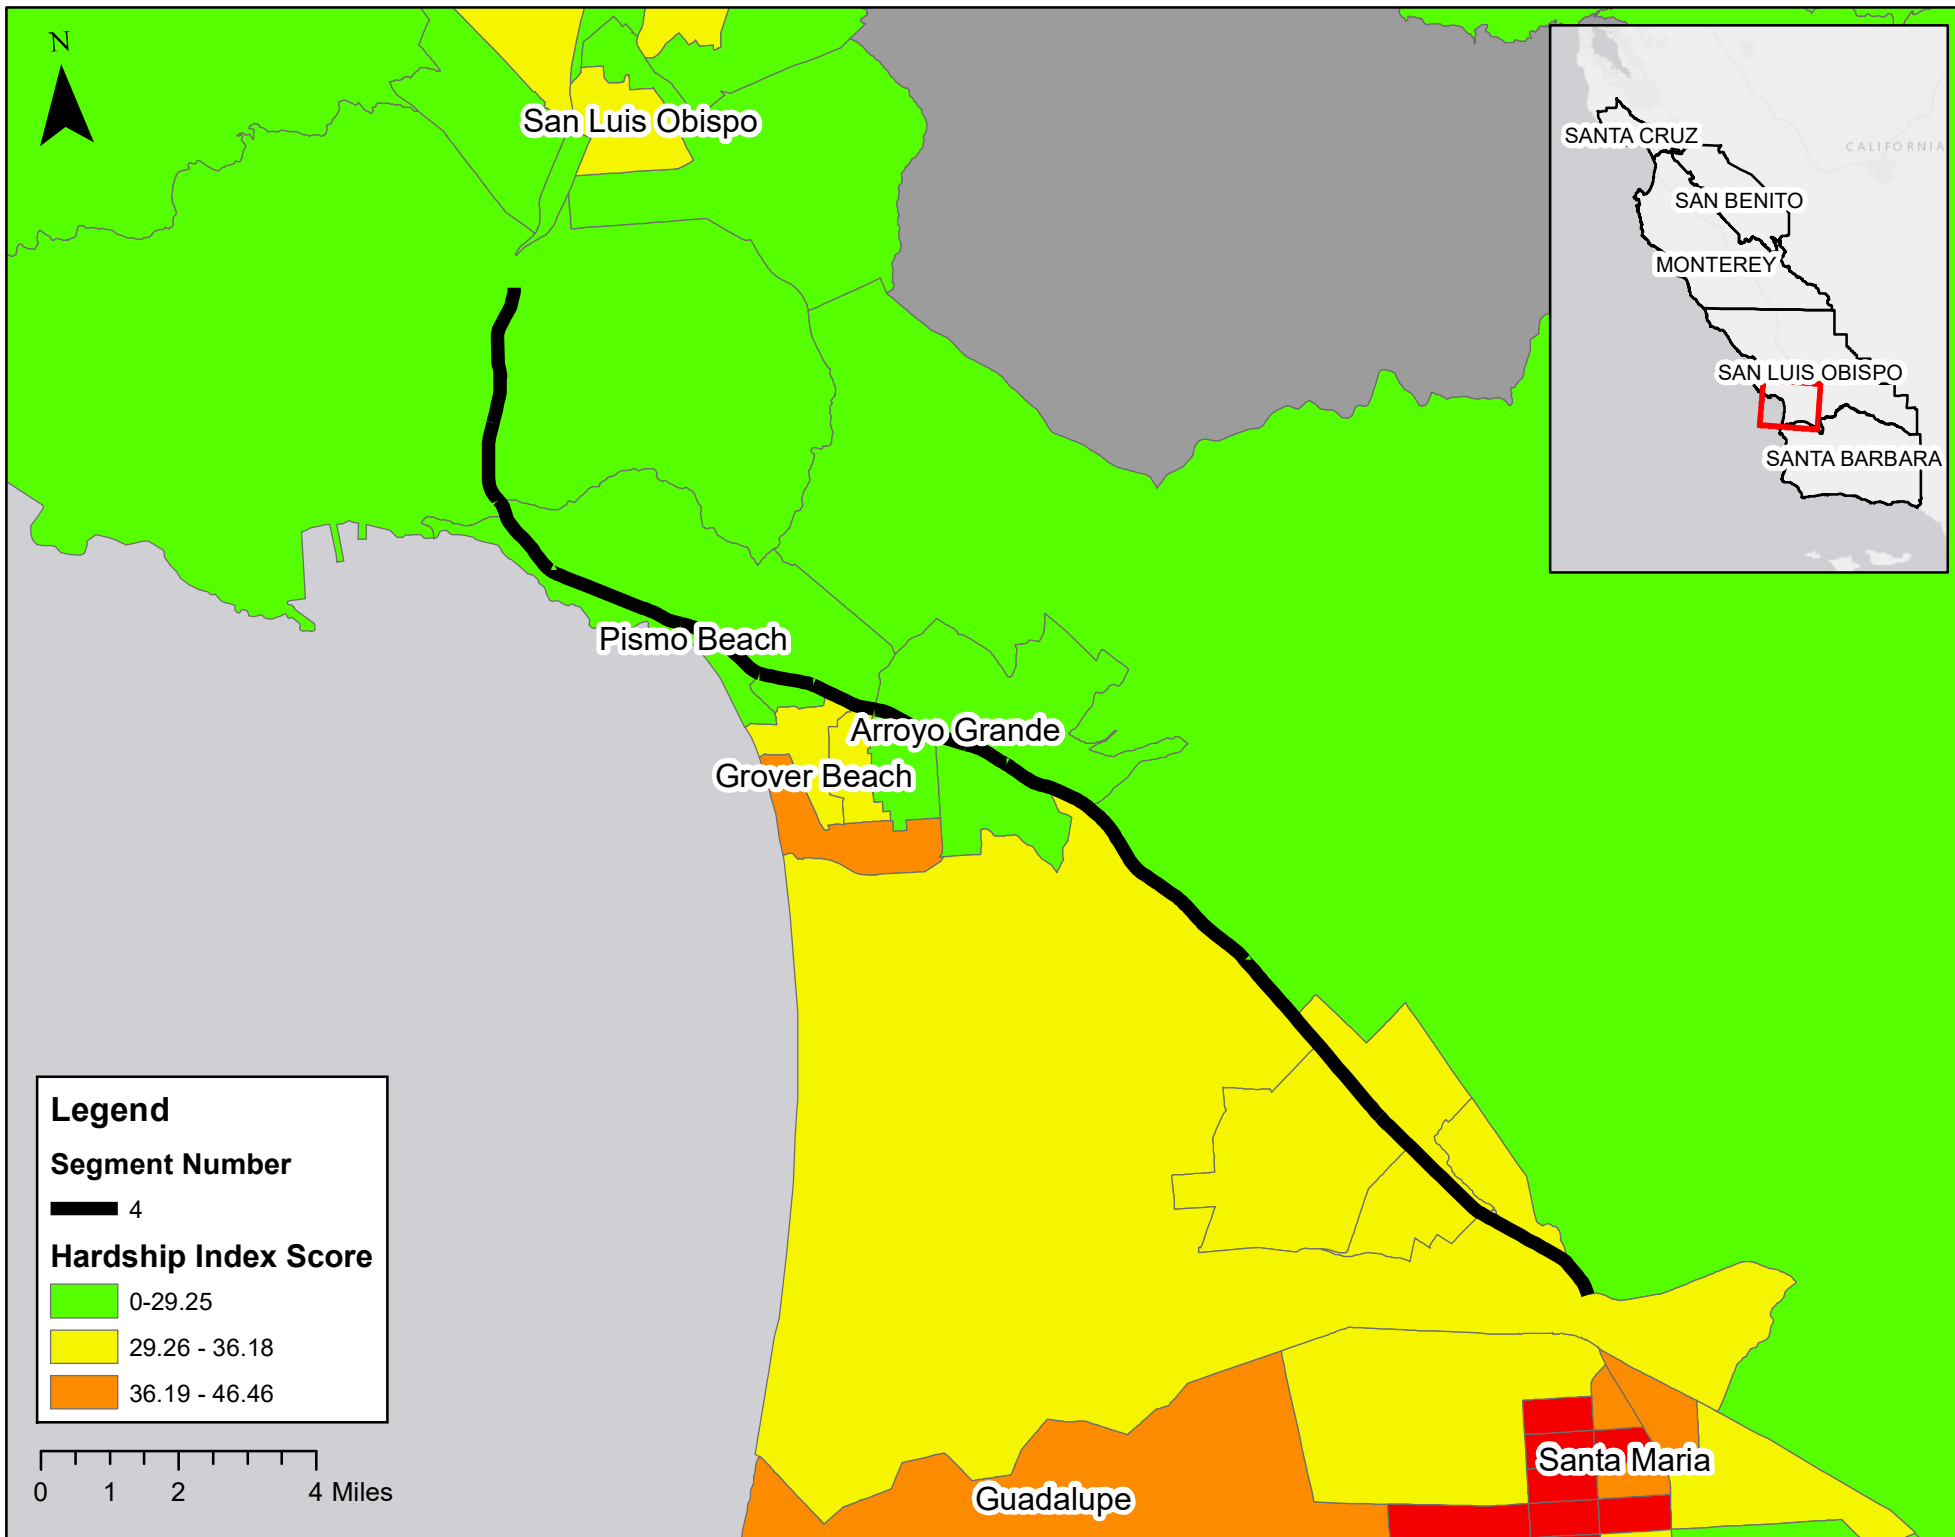 N
San Luis Obispo
SANTA CRUZ
CALIFORNIA
SAN BENITO
MONTEREY
SAN LUIS OBISPO
SANTA BARBARA
Pismo Beach
Arroyo Grande
Grover Beach
Legend
Segment Number
4
Hardship Index Score
0-29.25
29.26 - 36.18
36.19 - 46.46
0 1 2 4 Miles
Santa Maria
Guadalupe